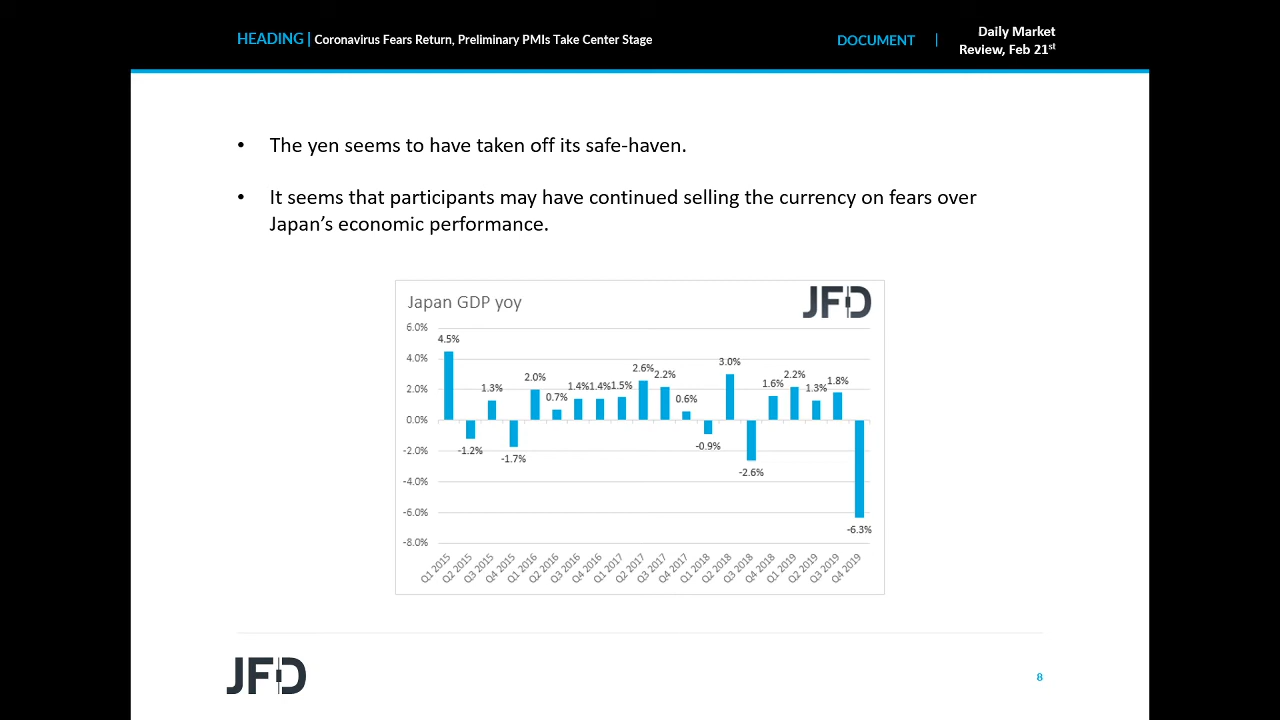 HEADING | Coronavirus Fears Return, Preliminary PMIs Take Center Stage
DOCUMENT |
Daily Market
Review, Feb 21st
• The yen seems to have taken off its safe-haven.
• It seems that participants may have continued selling the currency on fears over
Japan’s economic performance.
Japan GDP yoy
JFD
6.0%
4.0%
2.0%
0.0%
-2.0%
-4.0%
-6.0%
-8.0%
4.5%
-1.2%
1.3%
-1.7%
2.0%
0.7%
1.4%
1.4%
1.5%
2.6%
2.2%
0.6%
-0.9%
3.0%
-2.6%
1.6%
2.2%
1.3%
1.8%
-6.3%
Q1 2015
Q2 2015
Q3 2015
Q4 2015
Q1 2016
Q2 2016
Q3 2016
Q4 2016
Q1 2017
Q2 2017
Q3 2017
Q4 2017
Q1 2018
Q2 2018
Q3 2018
Q4 2018
Q1 2019
Q2 2019
Q3 2019
Q4 2019
JFD
8